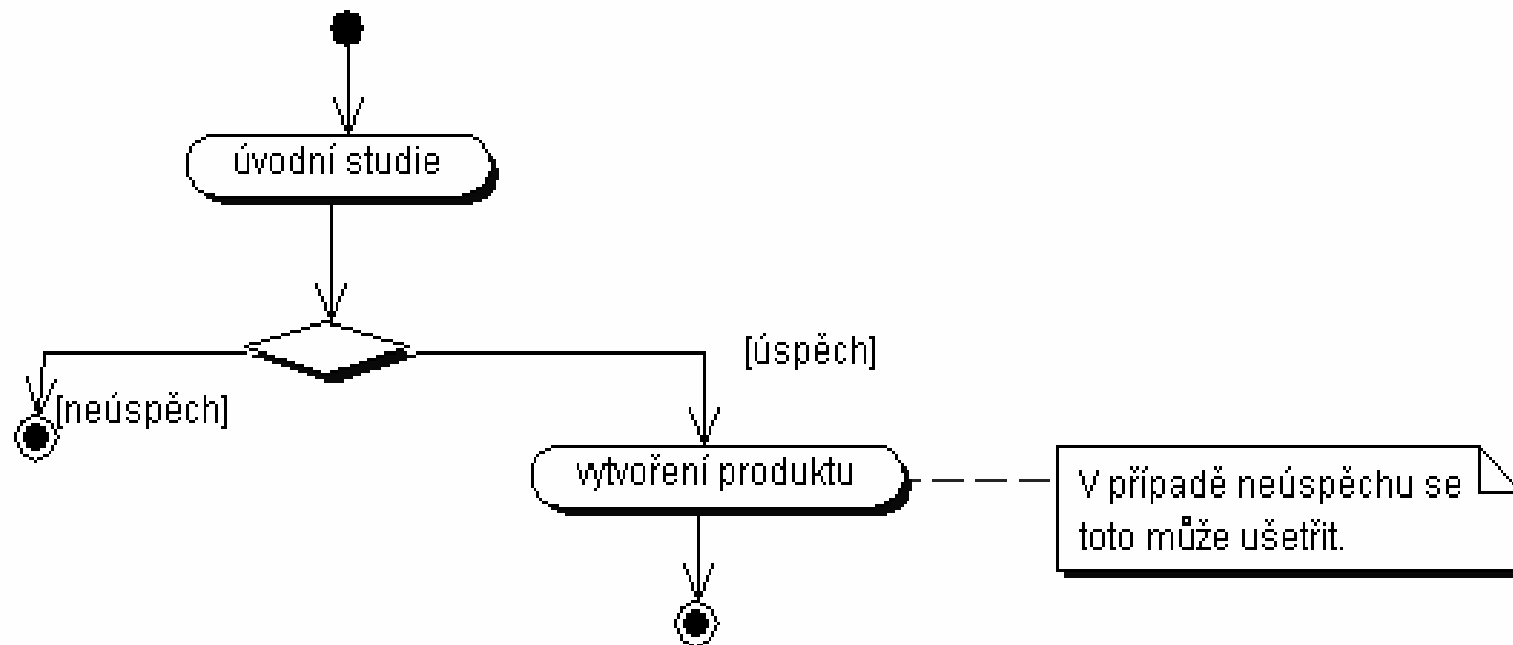 úvodní studie
[úspěch]
[neúspěch]
vytvoření produktu
V případě neúspěchu se
toto může ušetřit.